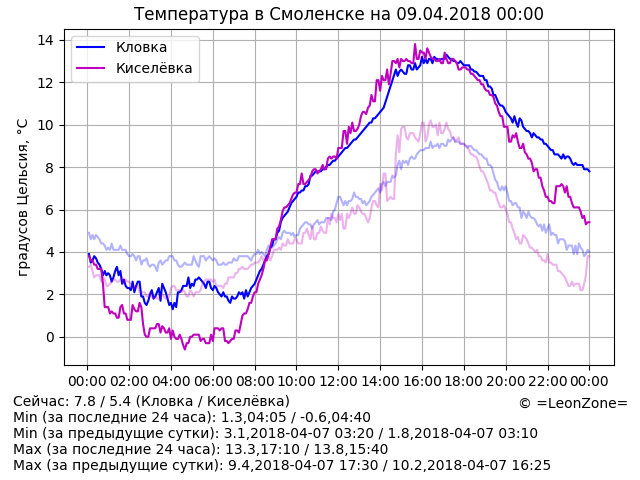 Температура в Смоленске на 09.04.2018 00:00
14
12
10
8
6
4
2
0
градусов Цельсия, °C
Кловка
Киселёвка
00:00 02:00 04:00 06:00 08:00 10:00 12:00 14:00 16:00 18:00 20:00 22:00 00:00
Сейчас: 7.8 / 5.4 (Кловка / Киселёвка)
© =LeonZone=
Min (за последние 24 часа): 1.3,04:05 / -0.6,04:40
Min (за предыдущие сутки): 3.1,2018-04-07 03:20 / 1.8,2018-04-07 03:10
Max (за последние 24 часа): 13.3,17:10 / 13.8,15:40
Max (за предыдущие сутки): 9.4,2018-04-07 17:30 / 10.2,2018-04-07 16:25